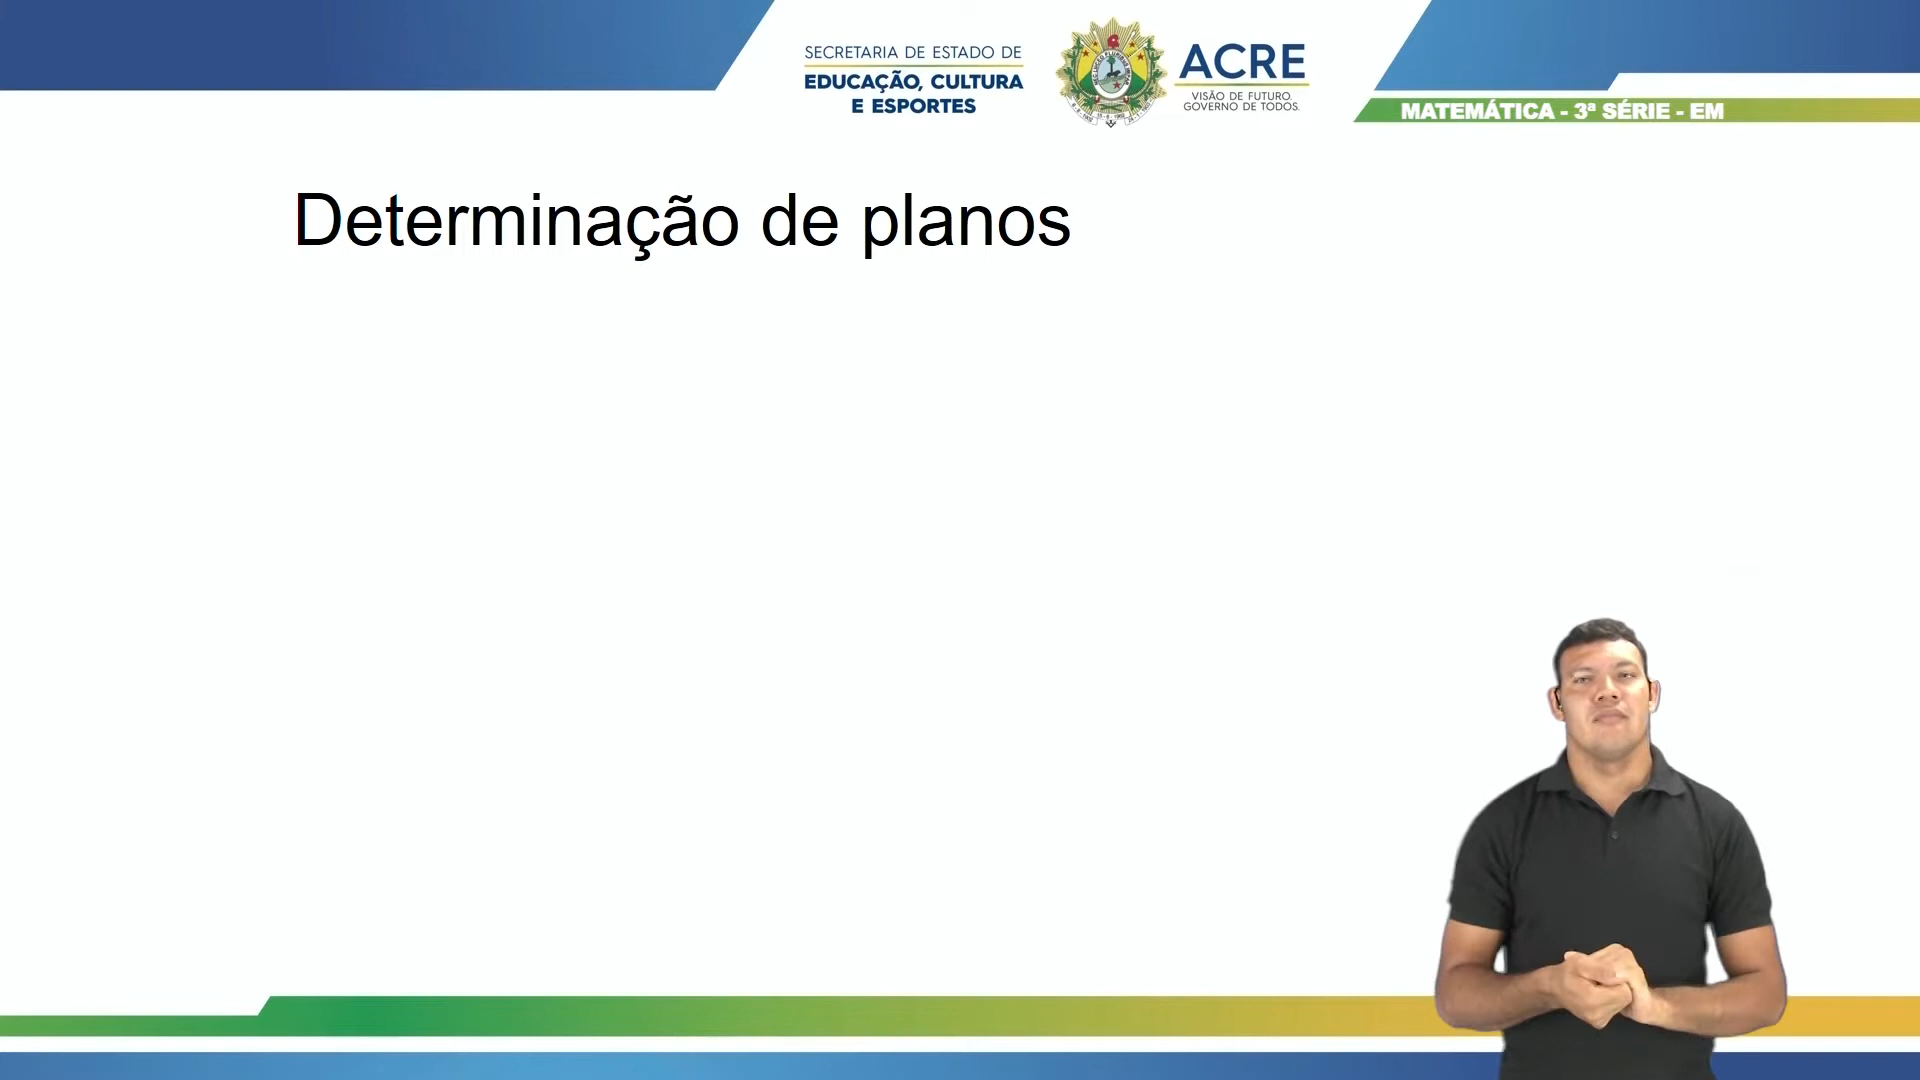 SECRETARIA DE ESTADO DE
EDUCAÇÃO, CULTURA
E ESPORTES
ACRE
VISÃO DE FUTURO.
GOVERNO DE TODOS.
MATEMÁTICA - 3ª SÉRIE - EM
Determinação de planos